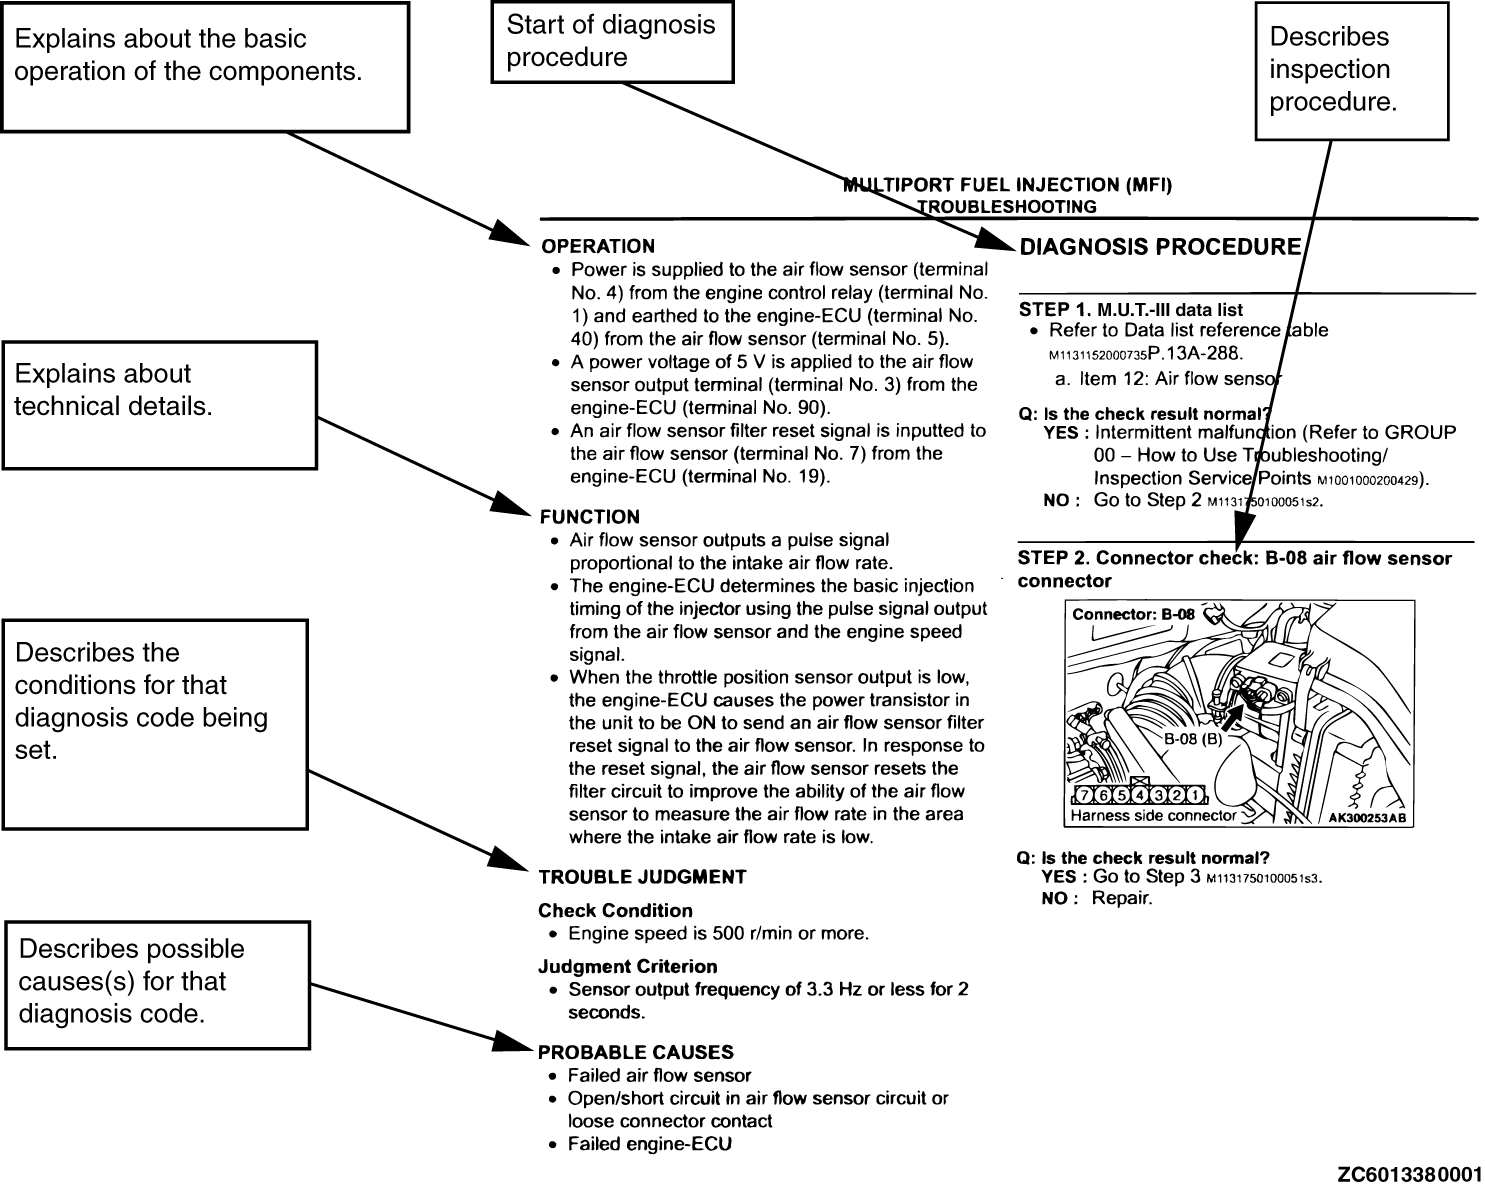 Explains about the basic
operation of the components.
Start of diagnosis
procedure
Describes
inspection
procedure.
MULTIPORT FUEL INJECTION (MFI)
TROUBLESHOOTING
Explains about
technical details.
Describes the
conditions for that
diagnosis code being
set.
Describes possible
causes(s) for that
diagnosis code.
OPERATION
• Power is supplied to the air flow sensor (terminal
No. 4) from the engine control relay (terminal No.
1) and earthed to the engine-ECU (terminal No.
40) from the air flow sensor (terminal No. 5).
• A power voltage of 5 V is applied to the air flow
sensor output terminal (terminal No. 3) from the
engine-ECU (terminal No. 90).
• An air flow sensor filter reset signal is inputted to
the air flow sensor (terminal No. 7) from the
engine-ECU (terminal No. 19).
FUNCTION
• Air flow sensor outputs a pulse signal
proportional to the intake air flow rate.
• The engine-ECU determines the basic injection
timing of the injector using the pulse signal output
from the air flow sensor and the engine speed
signal.
• When the throttle position sensor output is low,
the engine-ECU causes the power transistor in
the unit to be ON to send an air flow sensor filter
reset signal to the air flow sensor. In response to
the reset signal, the air flow sensor resets the
filter circuit to improve the ability of the air flow
sensor to measure the air flow rate in the area
where the intake air flow rate is low.
TROUBLE JUDGMENT
Check Condition
• Engine speed is 500 r/min or more.
Judgment Criterion
• Sensor output frequency of 3.3 Hz or less for 2
seconds.
PROBABLE CAUSES
• Failed air flow sensor
• Open/short circuit in air flow sensor circuit or
loose connector contact
• Failed engine-ECU
DIAGNOSIS PROCEDURE
STEP 1. M.U.T.-III data list
• Refer to Data list reference table
M1131152000735P.13A-288.
a. Item 12: Air flow sensor
Q: Is the check result normal?
YES : Intermittent malfunction (Refer to GROUP
00 – How to Use Troubleshooting/
Inspection Service Points M1001000200429).
NO : Go to Step 2 M1131750100051s2.
STEP 2. Connector check: B-08 air flow sensor
connector
Connector: B-08
B-08 (B)
7 6 5 4 3 2 1
Harness side connector
AK300253AB
Q: Is the check result normal?
YES : Go to Step 3 M1131750100051s3.
NO : Repair.
ZC6013380001